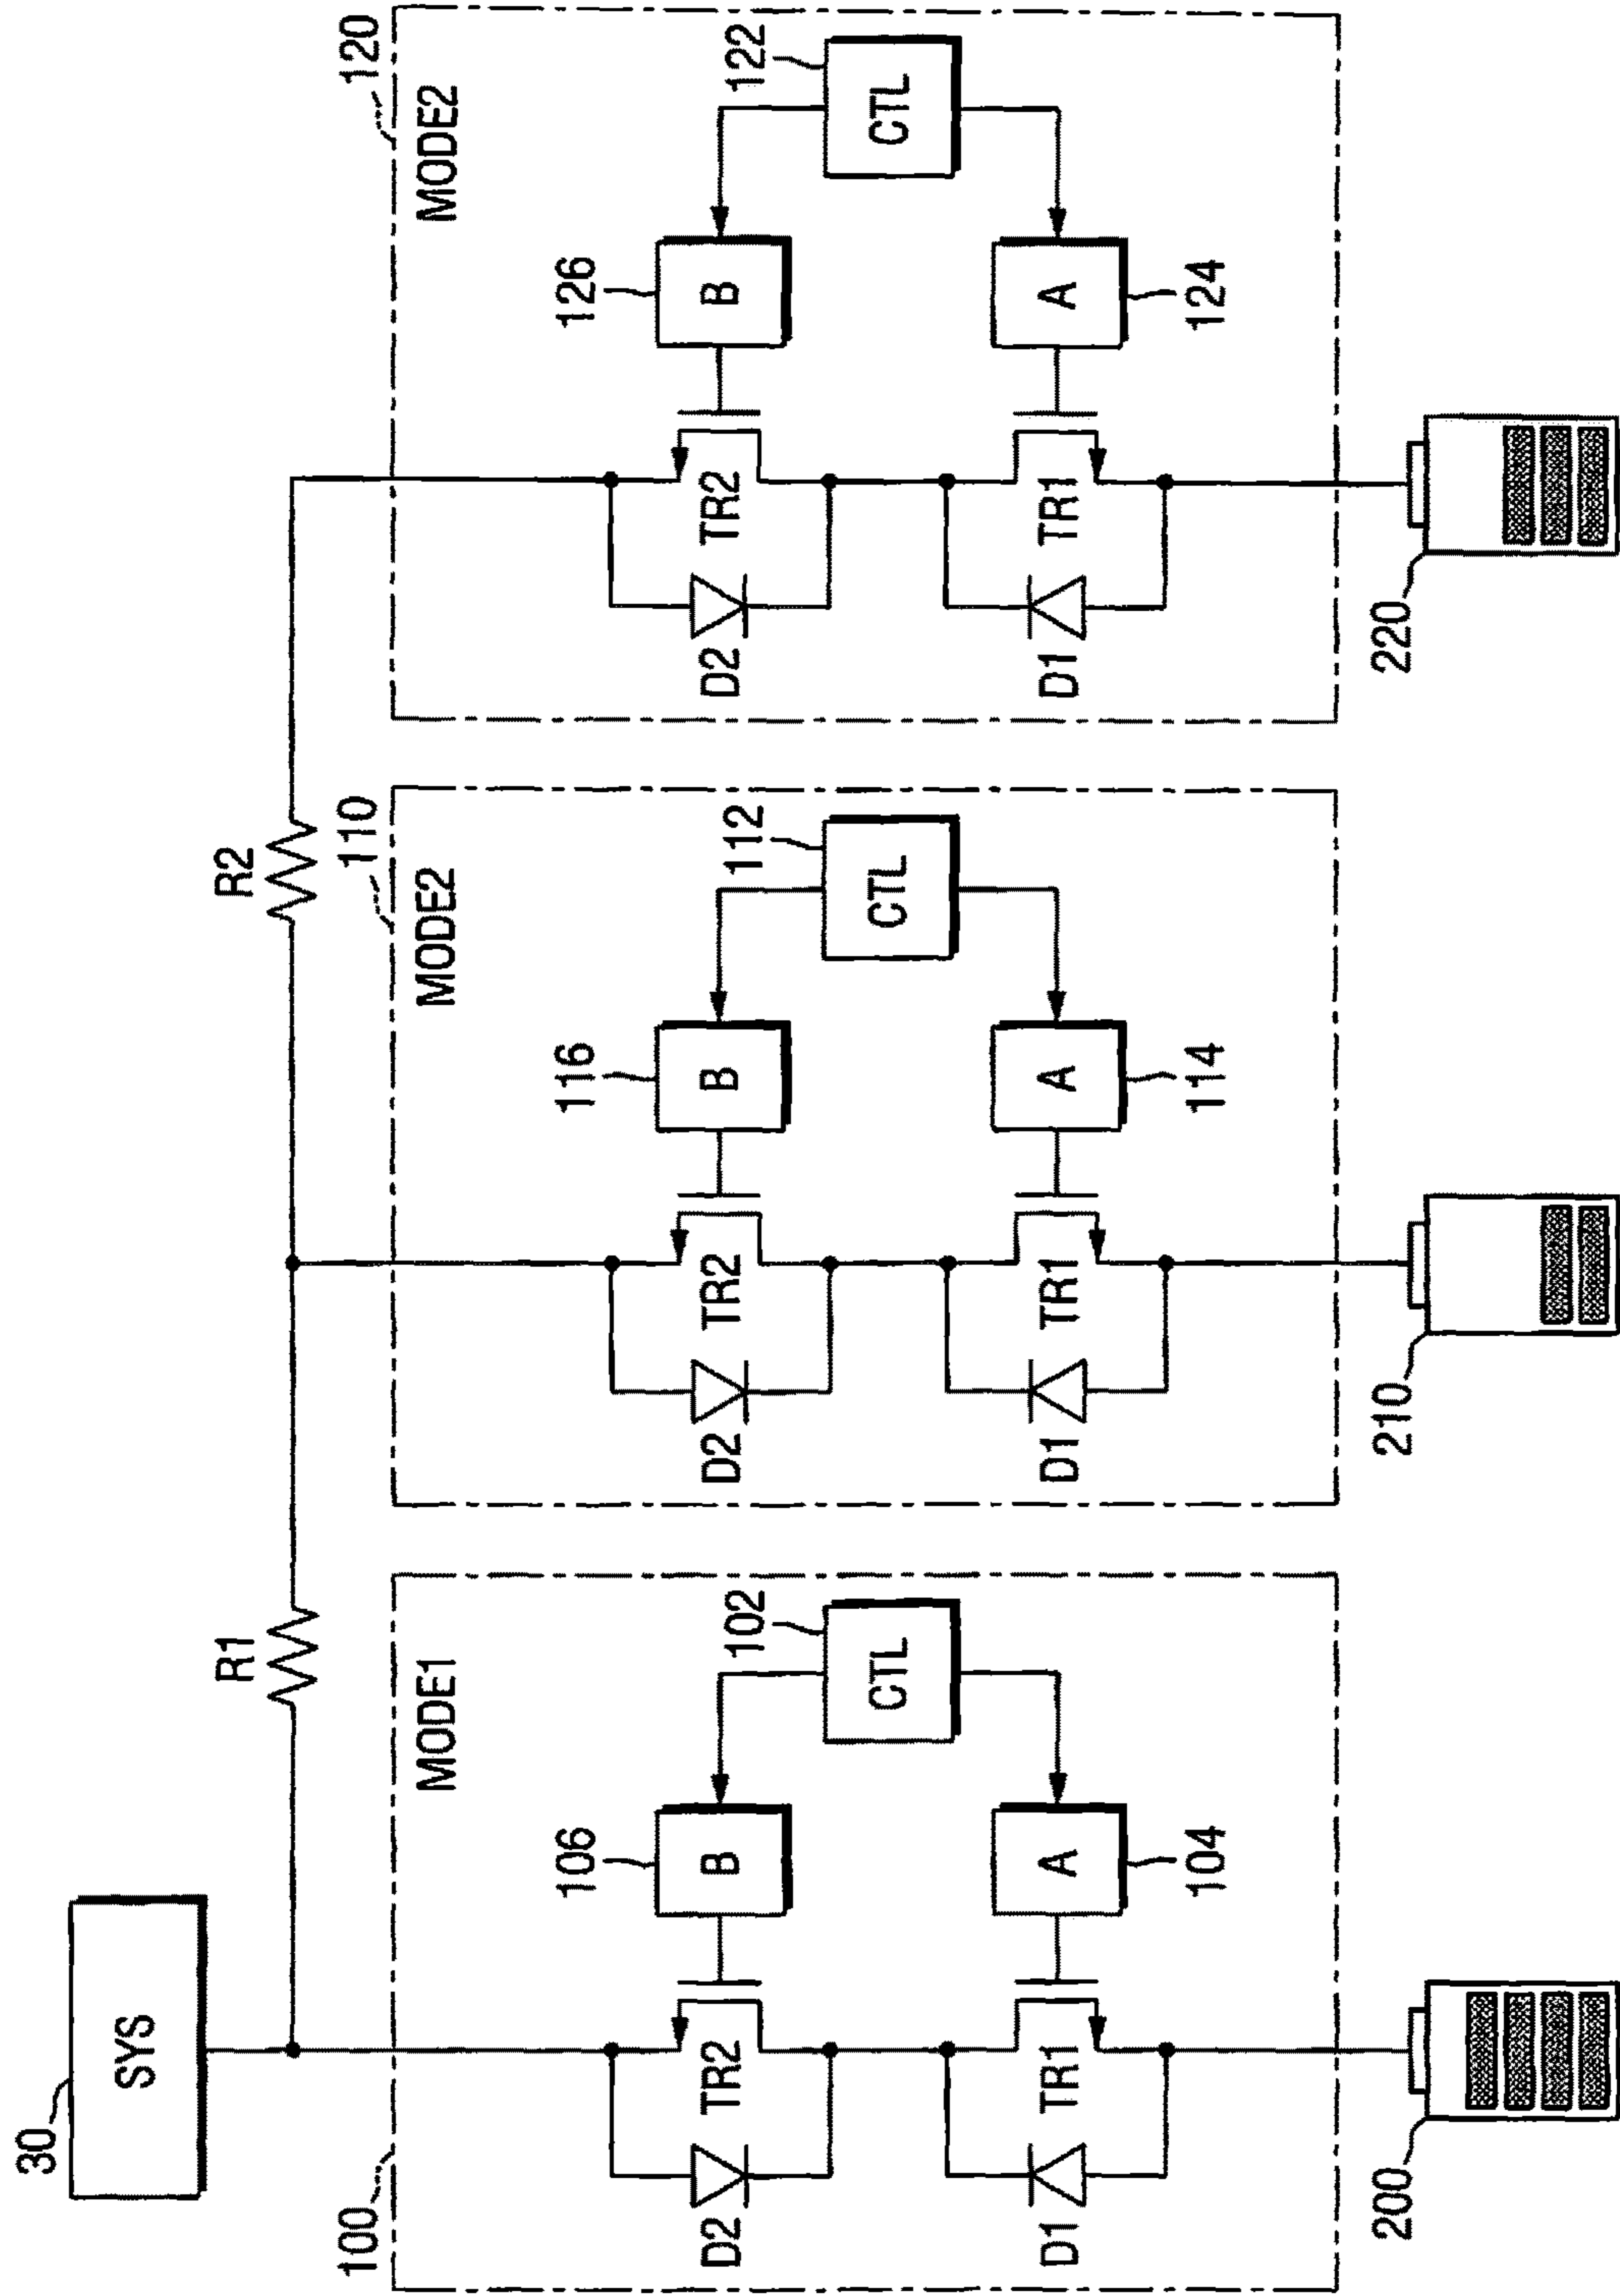 30
SYS
R1
R2
100
MODE1
106
B
102
CTL
104
A
D2
TR2
D1
TR1
200
110
MODE2
116
B
112
CTL
114
A
D2
TR2
D1
TR1
210
120
MODE2
126
B
122
CTL
124
A
D2
TR2
D1
TR1
220